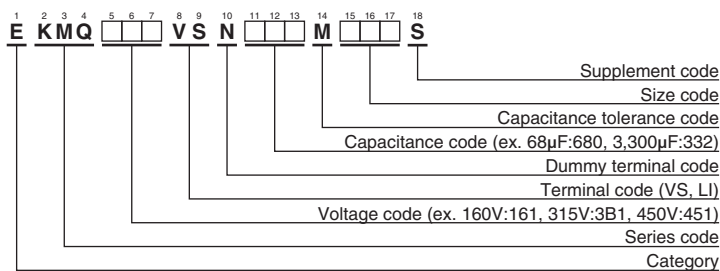 1 2 3 4 5 6 7 8 9 10 11 12 13 14 15 16 17 18
E KMQ □□□ VS N □□□ M □□□ S
Supplement code
Size code
Capacitance tolerance code
Capacitance code (ex. 68µF:680, 3,300µF:332)
Dummy terminal code
Terminal code (VS, LI)
Voltage code (ex. 160V:161, 315V:3B1, 450V:451)
Series code
Category